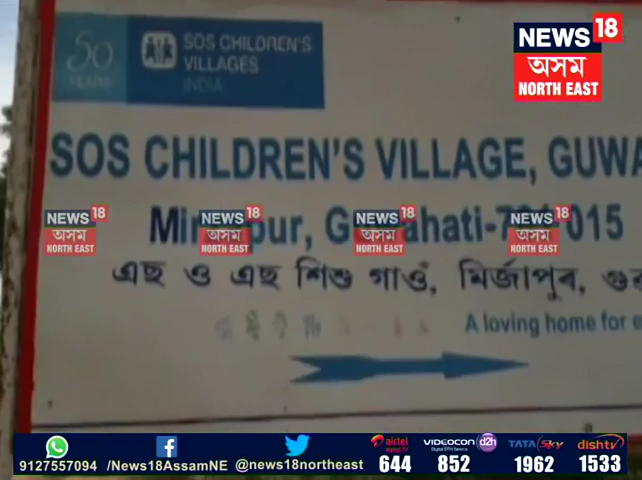 50
YEARS
SOS CHILDREN'S
VILLAGES
INDIA
NEWS 18
অসম
NORTH EAST
SOS CHILDREN'S VILLAGE, GUWA
NEWS 18 NEWS 18 NEWS 18 NEWS 18
অসম অসম অসম অসম
NORTH EAST NORTH EAST NORTH EAST NORTH EAST
015
এছ ও এছ শিশু গাওঁ, মিৰ্জাপুৰ, গুৱ
A loving home for e
9127557094 /News18AssamNE @news18northeast
airtel digital TV 644
VIDEOCON d2h 852
TATA Sky 1962
dishtv 1533